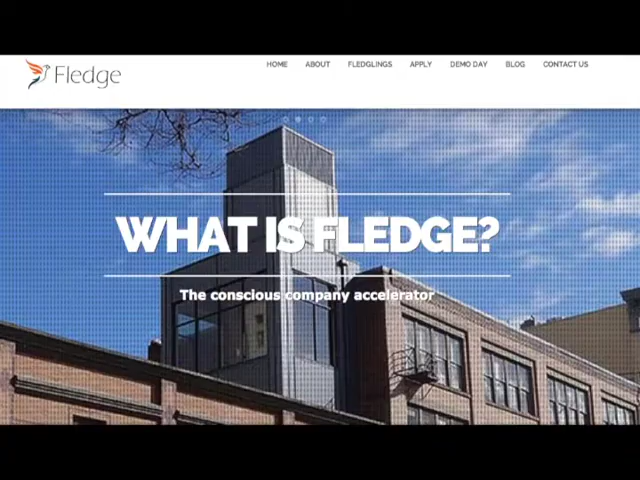 Fledge
HOME ABOUT FLEDGLINGS APPLY DEMO DAY BLOG CONTACT US
WHAT IS FLEDGE?
The conscious company accelerator